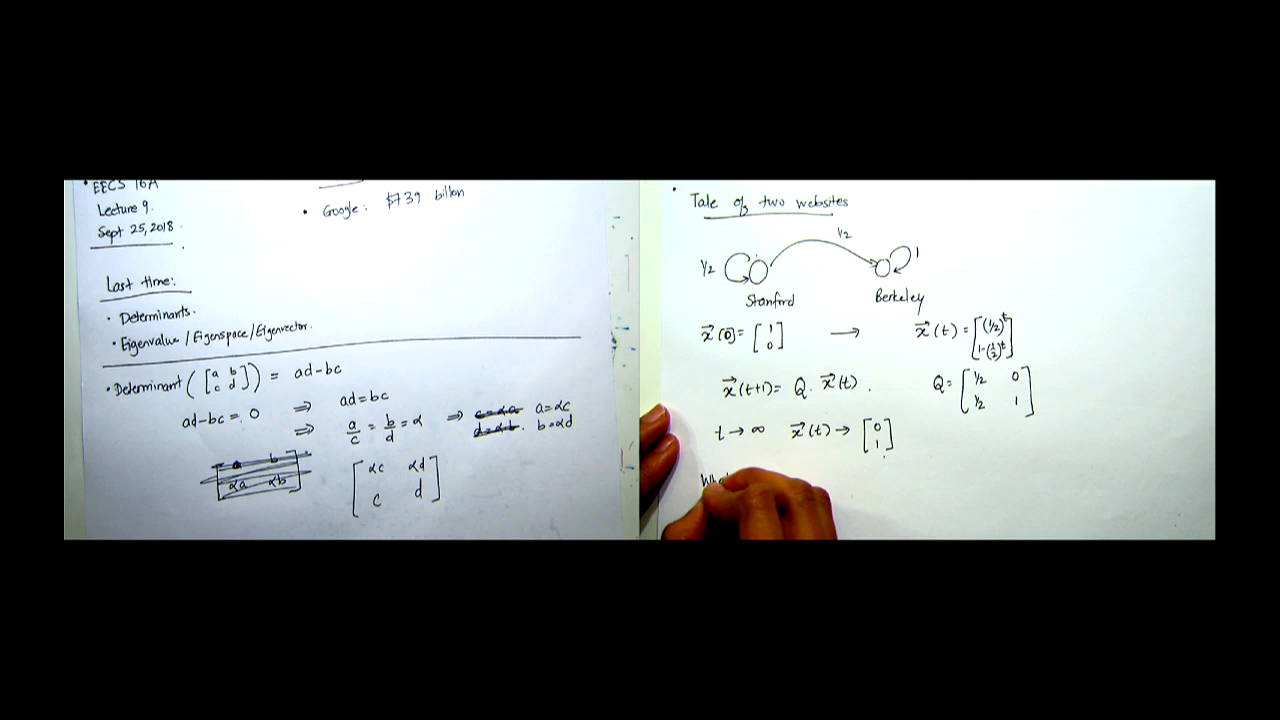 EECS 16A
Lecture 9.
Sept 25, 2018.
• Google: $739 billon
Last time:
• Determinants.
• Eigenvalue / Eigenspace / Eigenvector.
• Determinant ( [ a b
c d ] ) = ad-bc
ad-bc = 0 ⇒ ad=bc
⇒ a/c = b/d = α ⇒ a=αc
b=αd
a b
αa αb
[ αc αd
c d ]
• Tale of two websites
1/2
1/2 1
Stanford Berkeley
x⃗(0) = [ 1
0 ] → x⃗(t) = [ (1/2)^t
1-(1/2)^t ]
x⃗(t+1) = Q · x⃗(t). Q = [ 1/2 0
1/2 1 ]
t → ∞ x⃗(t) → [ 0
1 ]